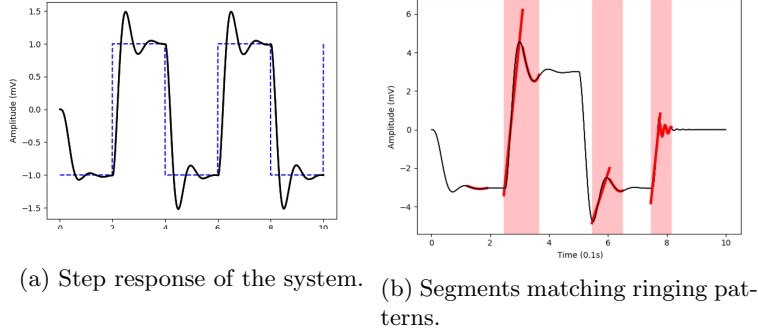 1.5
1.0
0.5
0.0
−0.5
−1.0
−1.5
Amplitude (mV)
0 2 4 6 8 10
(a) Step response of the system.
6
4
2
0
−2
−4
Amplitude (mV)
0 2 4 6 8 10
Time (0.1s)
(b) Segments matching ringing pat-
terns.